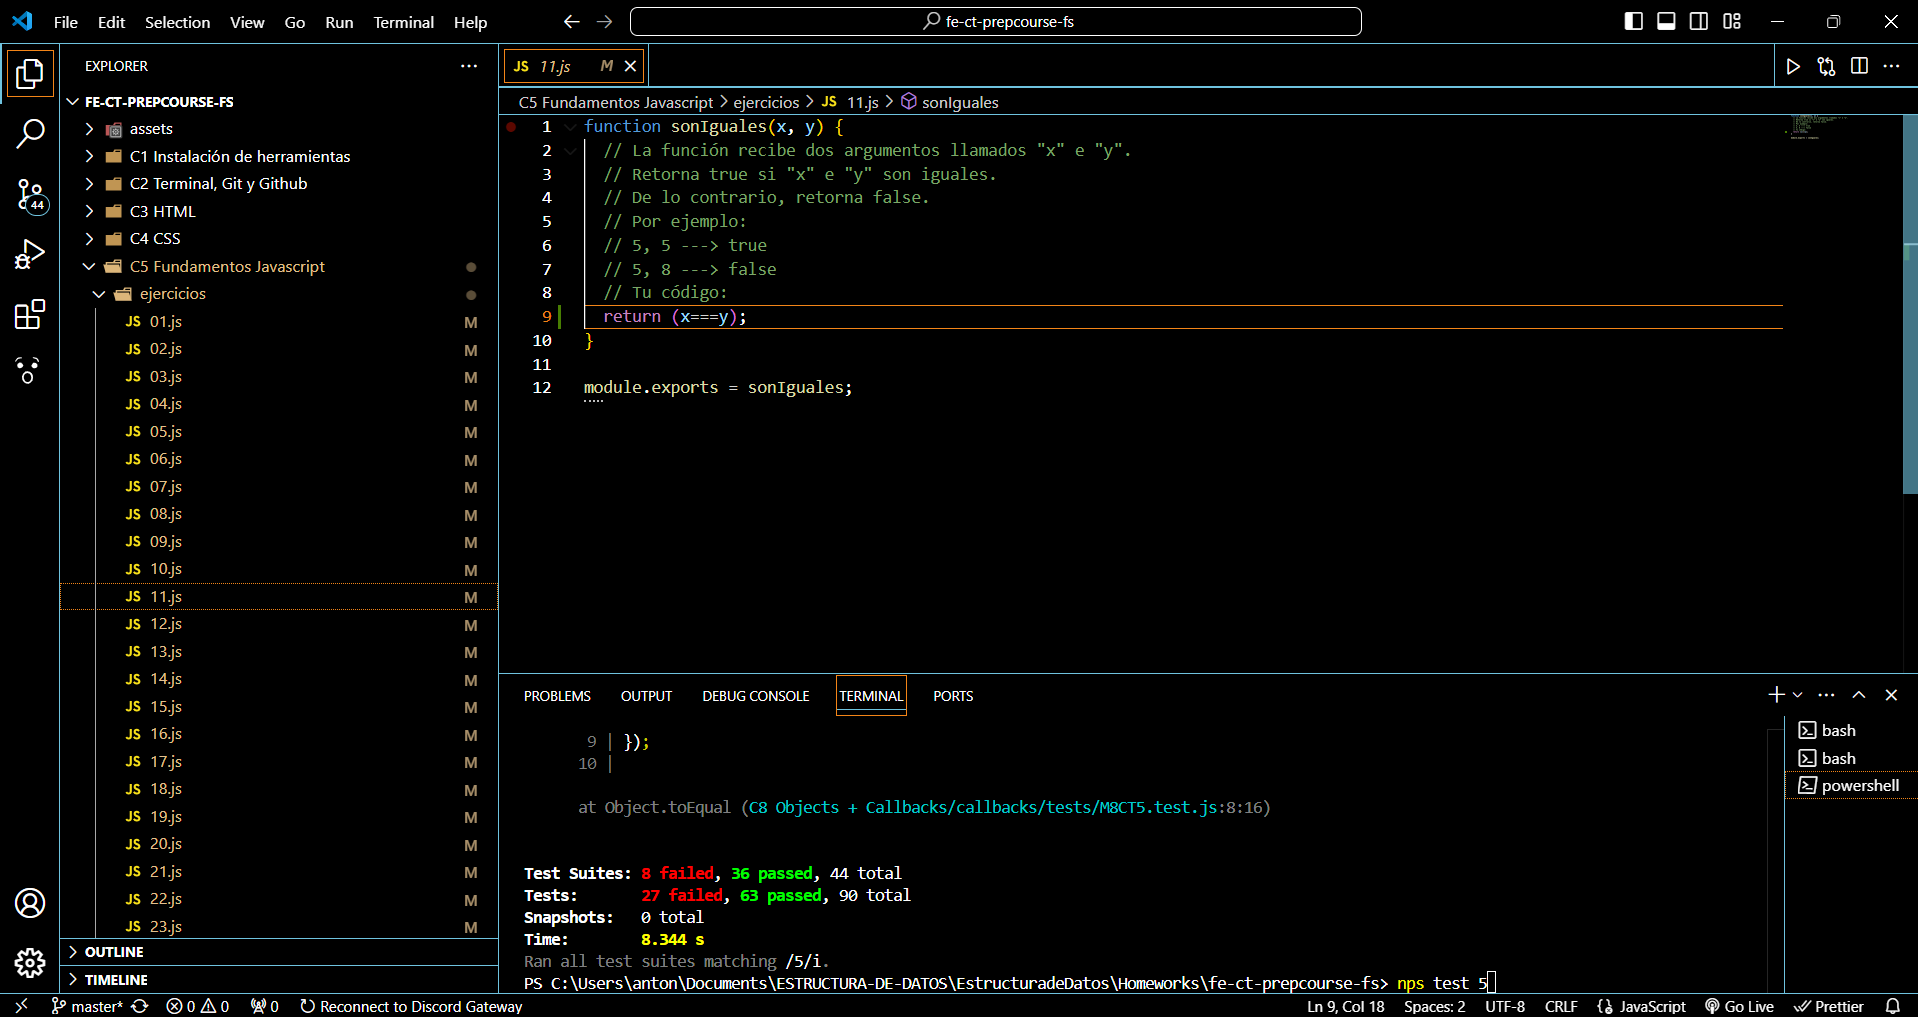 File Edit Selection View Go Run Terminal Help
fe-ct-prepcourse-fs
EXPLORER
FE-CT-PREPCOURSE-FS
assets
C1 Instalación de herramientas
C2 Terminal, Git y Github
C3 HTML
C4 CSS
C5 Fundamentos Javascript
ejercicios
JS 01.js M
JS 02.js M
JS 03.js M
JS 04.js M
JS 05.js M
JS 06.js M
JS 07.js M
JS 08.js M
JS 09.js M
JS 10.js M
JS 11.js M
JS 12.js M
JS 13.js M
JS 14.js M
JS 15.js M
JS 16.js M
JS 17.js M
JS 18.js M
JS 19.js M
JS 20.js M
JS 21.js M
JS 22.js M
JS 23.js M
OUTLINE
TIMELINE
44
JS 11.js M
C5 Fundamentos Javascript > ejercicios > JS 11.js > sonIguales
1 function sonIguales(x, y) {
2 // La función recibe dos argumentos llamados "x" e "y".
3 // Retorna true si "x" e "y" son iguales.
4 // De lo contrario, retorna false.
5 // Por ejemplo:
6 // 5, 5 ---> true
7 // 5, 8 ---> false
8 // Tu código:
9 return (x===y);
10 }
11
12 module.exports = sonIguales;
PROBLEMS OUTPUT DEBUG CONSOLE TERMINAL PORTS
9 | });
10 |
at Object.toEqual (C8 Objects + Callbacks/callbacks/tests/M8CT5.test.js:8:16)
Test Suites: 8 failed, 36 passed, 44 total
Tests: 27 failed, 63 passed, 90 total
Snapshots: 0 total
Time: 8.344 s
Ran all test suites matching /5/i.
PS C:\Users\anton\Documents\ESTRUCTURA-DE-DATOS\EstructuradeDatos\Homeworks\fe-ct-prepcourse-fs> nps test 5
bash
bash
powershell
master* 0 0 0 Reconnect to Discord Gateway
Ln 9, Col 18 Spaces: 2 UTF-8 CRLF {} JavaScript Go Live Prettier